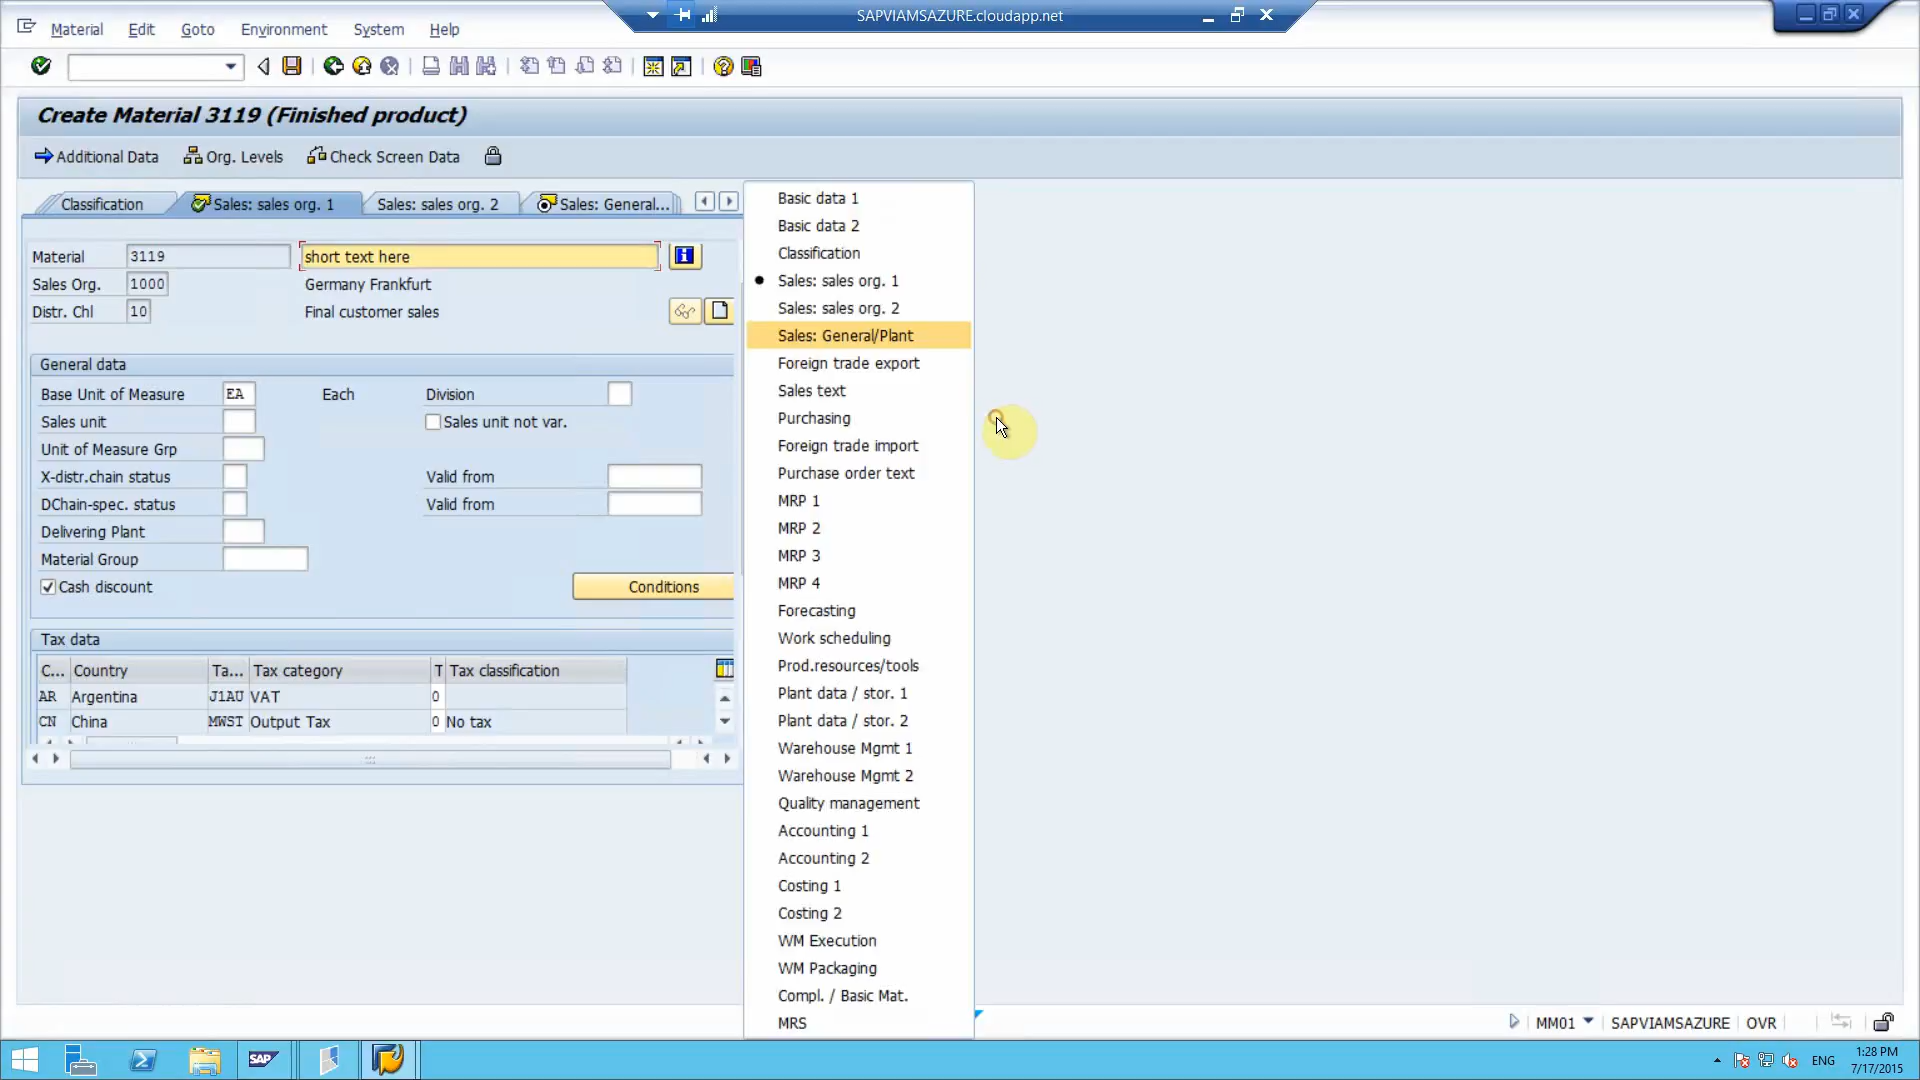 SAPVIAMSAZURE.cloudapp.net
Material Edit Goto Environment System Help
Create Material 3119 (Finished product)
Additional Data Org. Levels Check Screen Data
Classification Sales: sales org. 1 Sales: sales org. 2 Sales: General...
Material 3119 short text here
Sales Org. 1000 Germany Frankfurt
Distr. Chl 10 Final customer sales
General data
Base Unit of Measure EA Each Division
Sales unit Sales unit not var.
Unit of Measure Grp
X-distr.chain status Valid from
DChain-spec. status Valid from
Delivering Plant
Material Group
Cash discount Conditions
Tax data
C... Country Ta... Tax category T Tax classification
AR Argentina J1AU VAT 0
CN China MWST Output Tax 0 No tax
Basic data 1
Basic data 2
Classification
Sales: sales org. 1
Sales: sales org. 2
Sales: General/Plant
Foreign trade export
Sales text
Purchasing
Foreign trade import
Purchase order text
MRP 1
MRP 2
MRP 3
MRP 4
Forecasting
Work scheduling
Prod.resources/tools
Plant data / stor. 1
Plant data / stor. 2
Warehouse Mgmt 1
Warehouse Mgmt 2
Quality management
Accounting 1
Accounting 2
Costing 1
Costing 2
WM Execution
WM Packaging
Compl. / Basic Mat.
MRS
MM01 SAPVIAMSAZURE OVR
SAP ENG 1:28 PM
7/17/2015